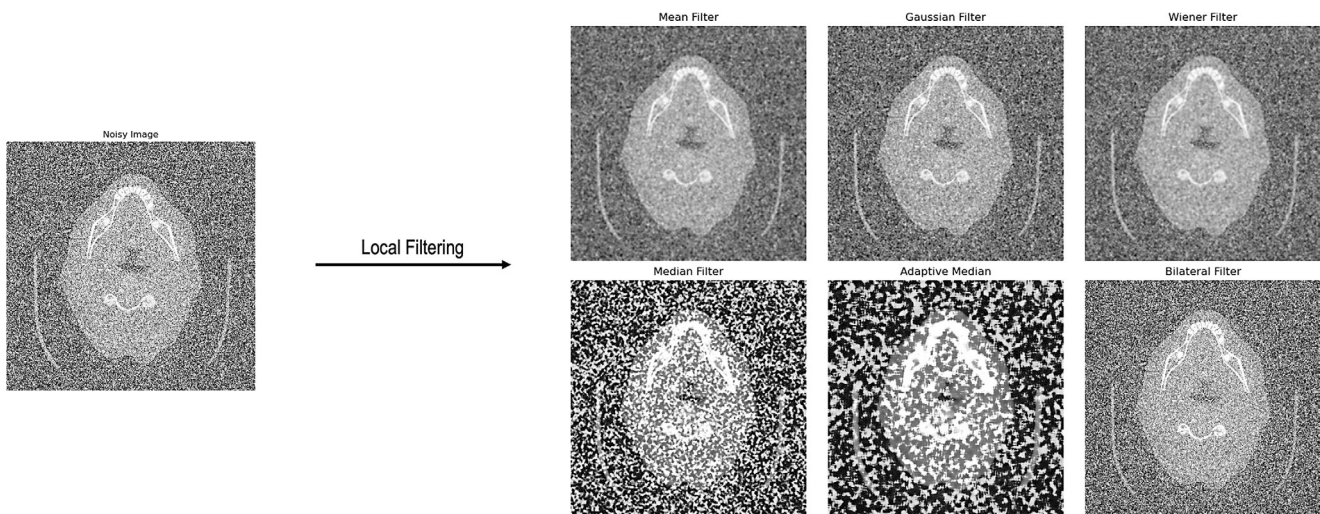 Noisy Image
Local Filtering
Mean Filter
Gaussian Filter
Wiener Filter
Median Filter
Adaptive Median
Bilateral Filter